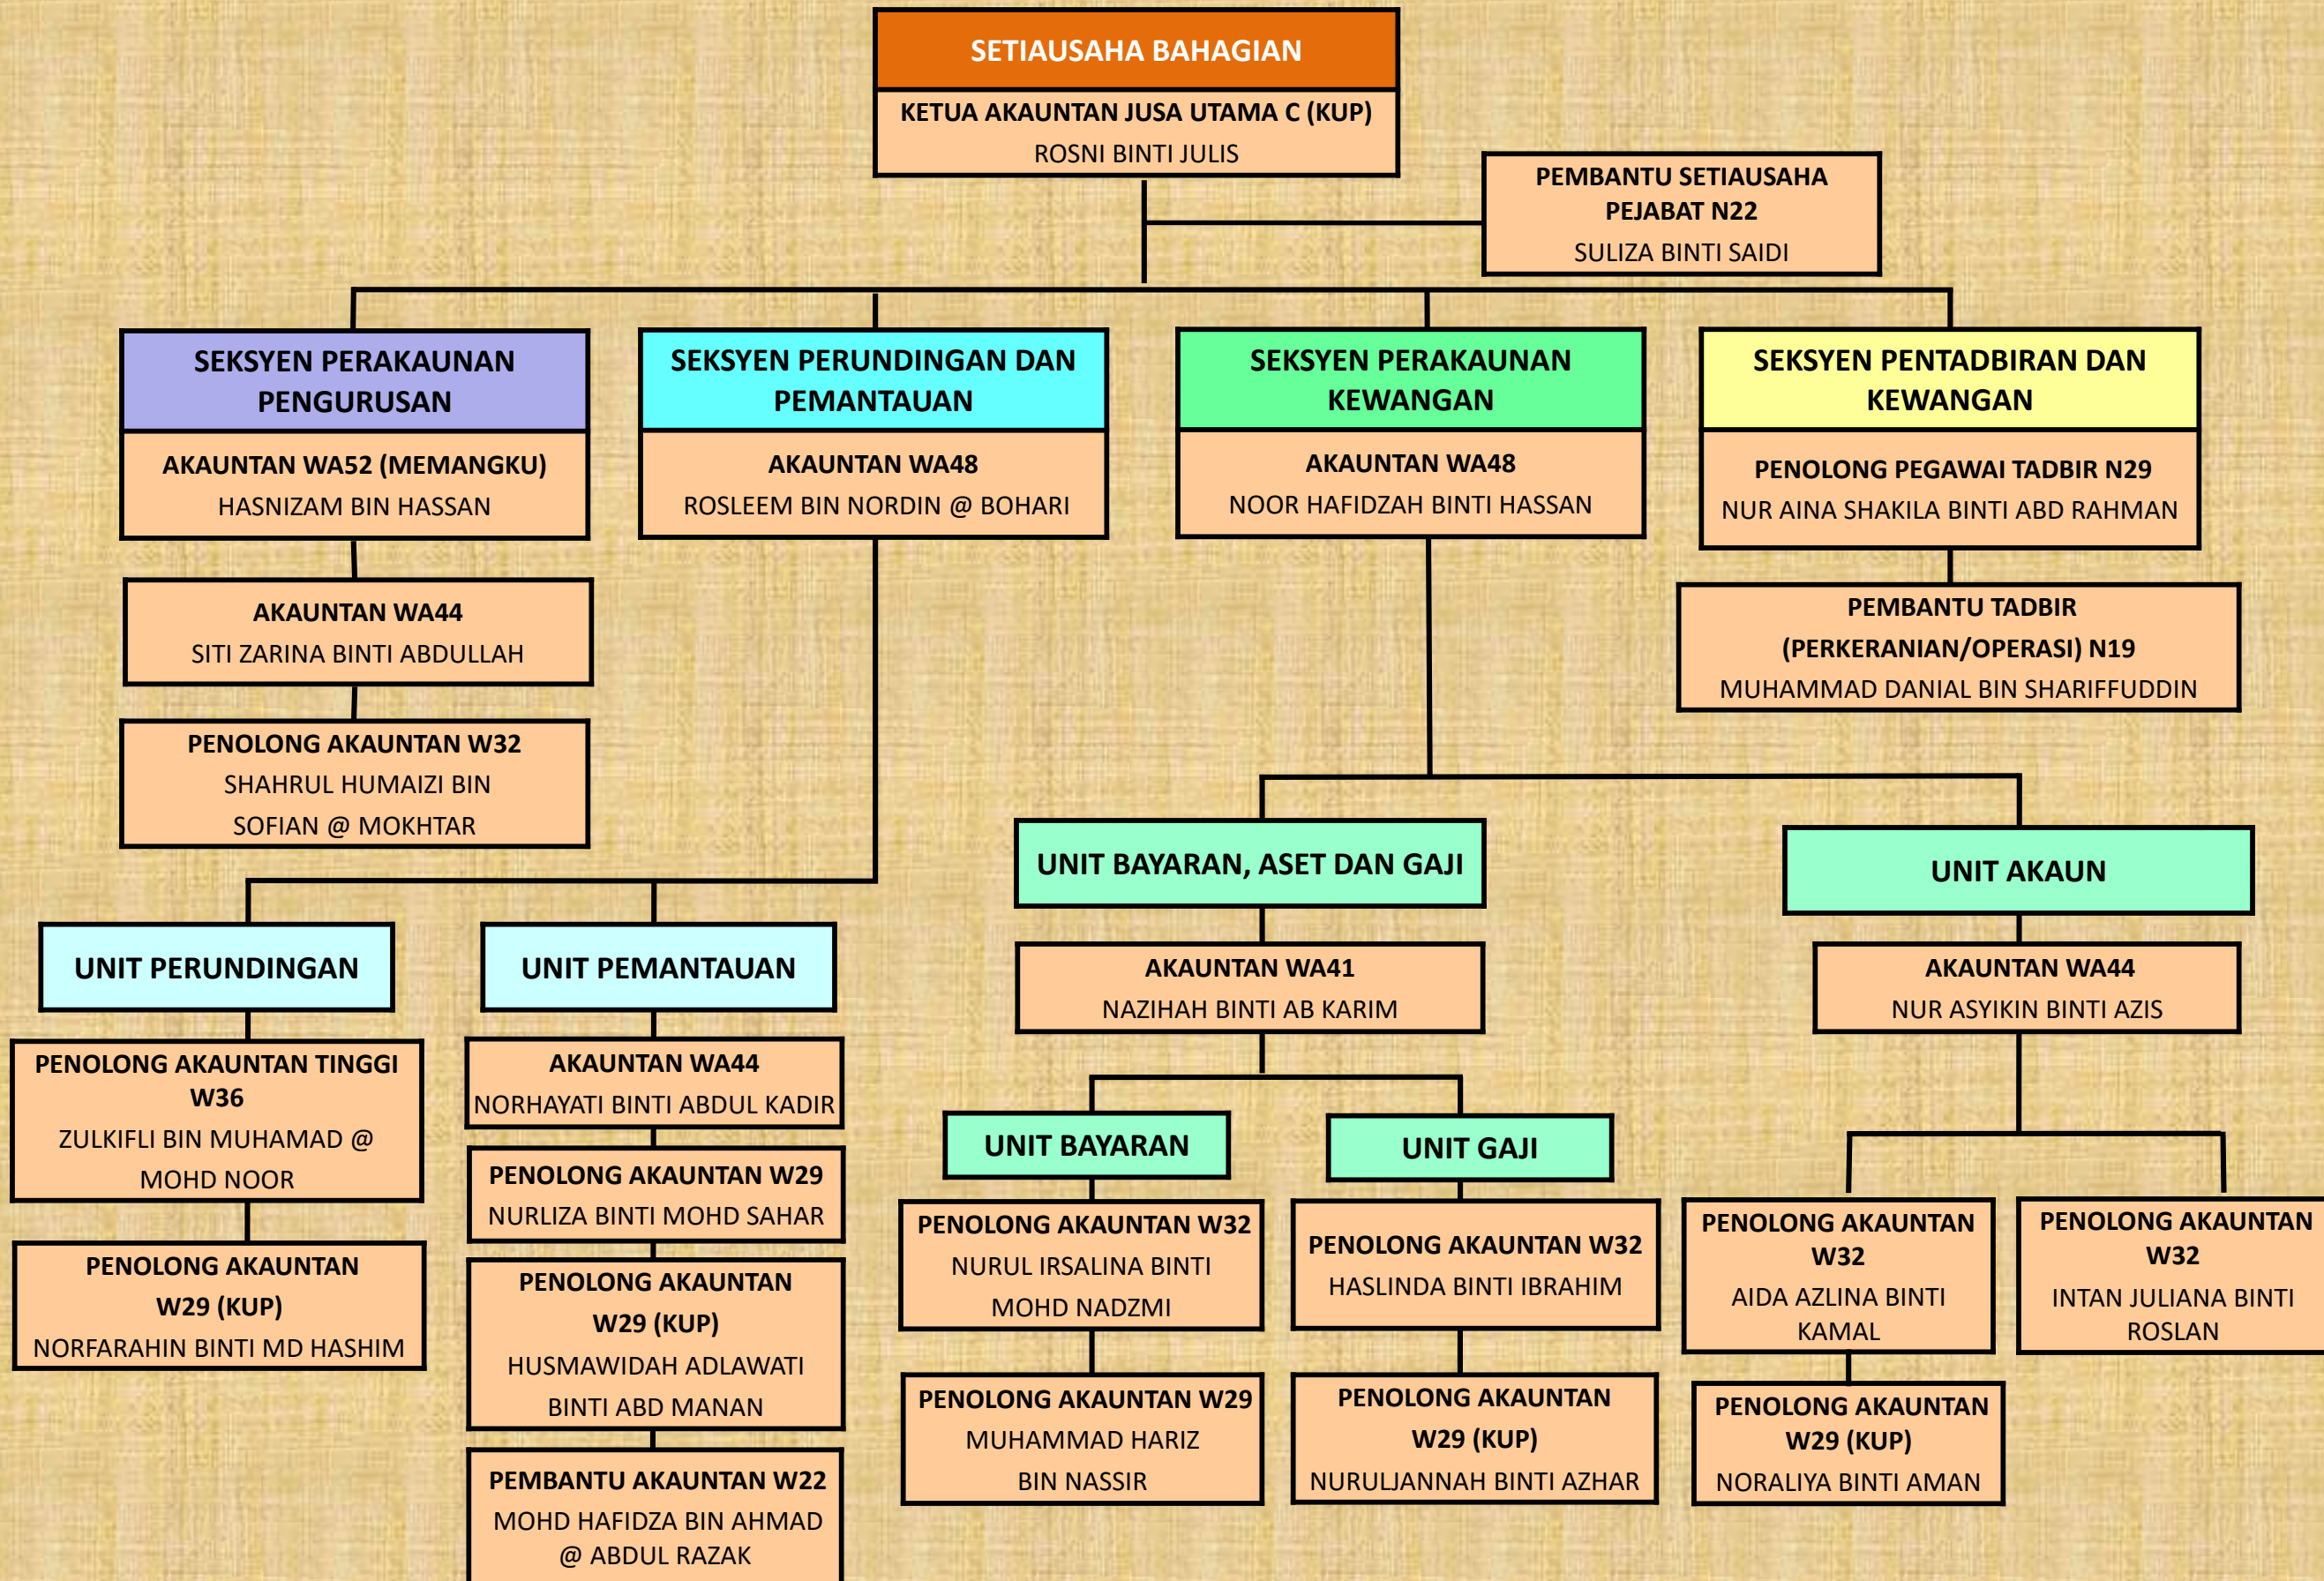 SETIAUSAHA BAHAGIAN
KETUA AKAUNTAN JUSA UTAMA C (KUP)
ROSNI BINTI JULIS
PEMBANTU SETIAUSAHA
PEJABAT N22
SULIZA BINTI SAIDI
SEKSYEN PERAKAUNAN
PENGURUSAN
AKAUNTAN WA52 (MEMANGKU)
HASNIZAM BIN HASSAN
AKAUNTAN WA44
SITI ZARINA BINTI ABDULLAH
PENOLONG AKAUNTAN W32
SHAHRUL HUMAIZI BIN
SOFIAN @ MOKHTAR
SEKSYEN PERUNDINGAN DAN
PEMANTAUAN
AKAUNTAN WA48
ROSLEEM BIN NORDIN @ BOHARI
UNIT PERUNDINGAN
PENOLONG AKAUNTAN TINGGI
W36
ZULKIFLI BIN MUHAMAD @
MOHD NOOR
PENOLONG AKAUNTAN
W29 (KUP)
NORFARAHIN BINTI MD HASHIM
UNIT PEMANTAUAN
AKAUNTAN WA44
NORHAYATI BINTI ABDUL KADIR
PENOLONG AKAUNTAN W29
NURLIZA BINTI MOHD SAHAR
PENOLONG AKAUNTAN
W29 (KUP)
HUSMAWIDAH ADLAWATI
BINTI ABD MANAN
PEMBANTU AKAUNTAN W22
MOHD HAFIDZA BIN AHMAD
@ ABDUL RAZAK
SEKSYEN PERAKAUNAN
KEWANGAN
AKAUNTAN WA48
NOOR HAFIDZAH BINTI HASSAN
UNIT BAYARAN, ASET DAN GAJI
AKAUNTAN WA41
NAZIHAH BINTI AB KARIM
UNIT BAYARAN
PENOLONG AKAUNTAN W32
NURUL IRSALINA BINTI
MOHD NADZMI
PENOLONG AKAUNTAN W29
MUHAMMAD HARIZ
BIN NASSIR
UNIT GAJI
PENOLONG AKAUNTAN W32
HASLINDA BINTI IBRAHIM
PENOLONG AKAUNTAN
W29 (KUP)
NURULJANNAH BINTI AZHAR
UNIT AKAUN
AKAUNTAN WA44
NUR ASYIKIN BINTI AZIS
PENOLONG AKAUNTAN
W32
AIDA AZLINA BINTI
KAMAL
PENOLONG AKAUNTAN
W29 (KUP)
NORALIYA BINTI AMAN
PENOLONG AKAUNTAN
W32
INTAN JULIANA BINTI
ROSLAN
SEKSYEN PENTADBIRAN DAN
KEWANGAN
PENOLONG PEGAWAI TADBIR N29
NUR AINA SHAKILA BINTI ABD RAHMAN
PEMBANTU TADBIR
(PERKERANIAN/OPERASI) N19
MUHAMMAD DANIAL BIN SHARIFFUDDIN